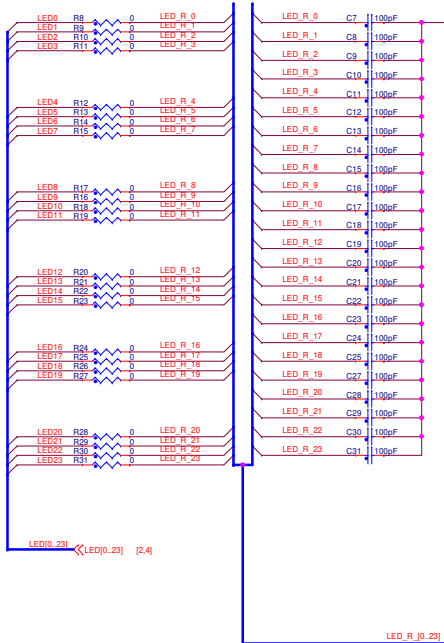 LED0 R8 0 LED_R_0
LED1 R9 0 LED_R_1
LED2 R10 0 LED_R_2
LED3 R11 0 LED_R_3
LED4 R12 0 LED_R_4
LED5 R13 0 LED_R_5
LED6 R14 0 LED_R_6
LED7 R15 0 LED_R_7
LED8 R17 0 LED_R_8
LED9 R16 0 LED_R_9
LED10 R18 0 LED_R_10
LED11 R19 0 LED_R_11
LED12 R20 0 LED_R_12
LED13 R21 0 LED_R_13
LED14 R22 0 LED_R_14
LED15 R23 0 LED_R_15
LED16 R24 0 LED_R_16
LED17 R25 0 LED_R_17
LED18 R26 0 LED_R_18
LED19 R27 0 LED_R_19
LED20 R28 0 LED_R_20
LED21 R29 0 LED_R_21
LED22 R30 0 LED_R_22
LED23 R31 0 LED_R_23
LED[0..23] LED[0..23] [2,4]
LED_R_0 C7 100pF
LED_R_1 C8 100pF
LED_R_2 C9 100pF
LED_R_3 C10 100pF
LED_R_4 C11 100pF
LED_R_5 C12 100pF
LED_R_6 C13 100pF
LED_R_7 C14 100pF
LED_R_8 C15 100pF
LED_R_9 C16 100pF
LED_R_10 C17 100pF
LED_R_11 C18 100pF
LED_R_12 C19 100pF
LED_R_13 C20 100pF
LED_R_14 C21 100pF
LED_R_15 C22 100pF
LED_R_16 C23 100pF
LED_R_17 C24 100pF
LED_R_18 C25 100pF
LED_R_19 C27 100pF
LED_R_20 C28 100pF
LED_R_21 C29 100pF
LED_R_22 C30 100pF
LED_R_23 C31 100pF
LED_R_[0..23]